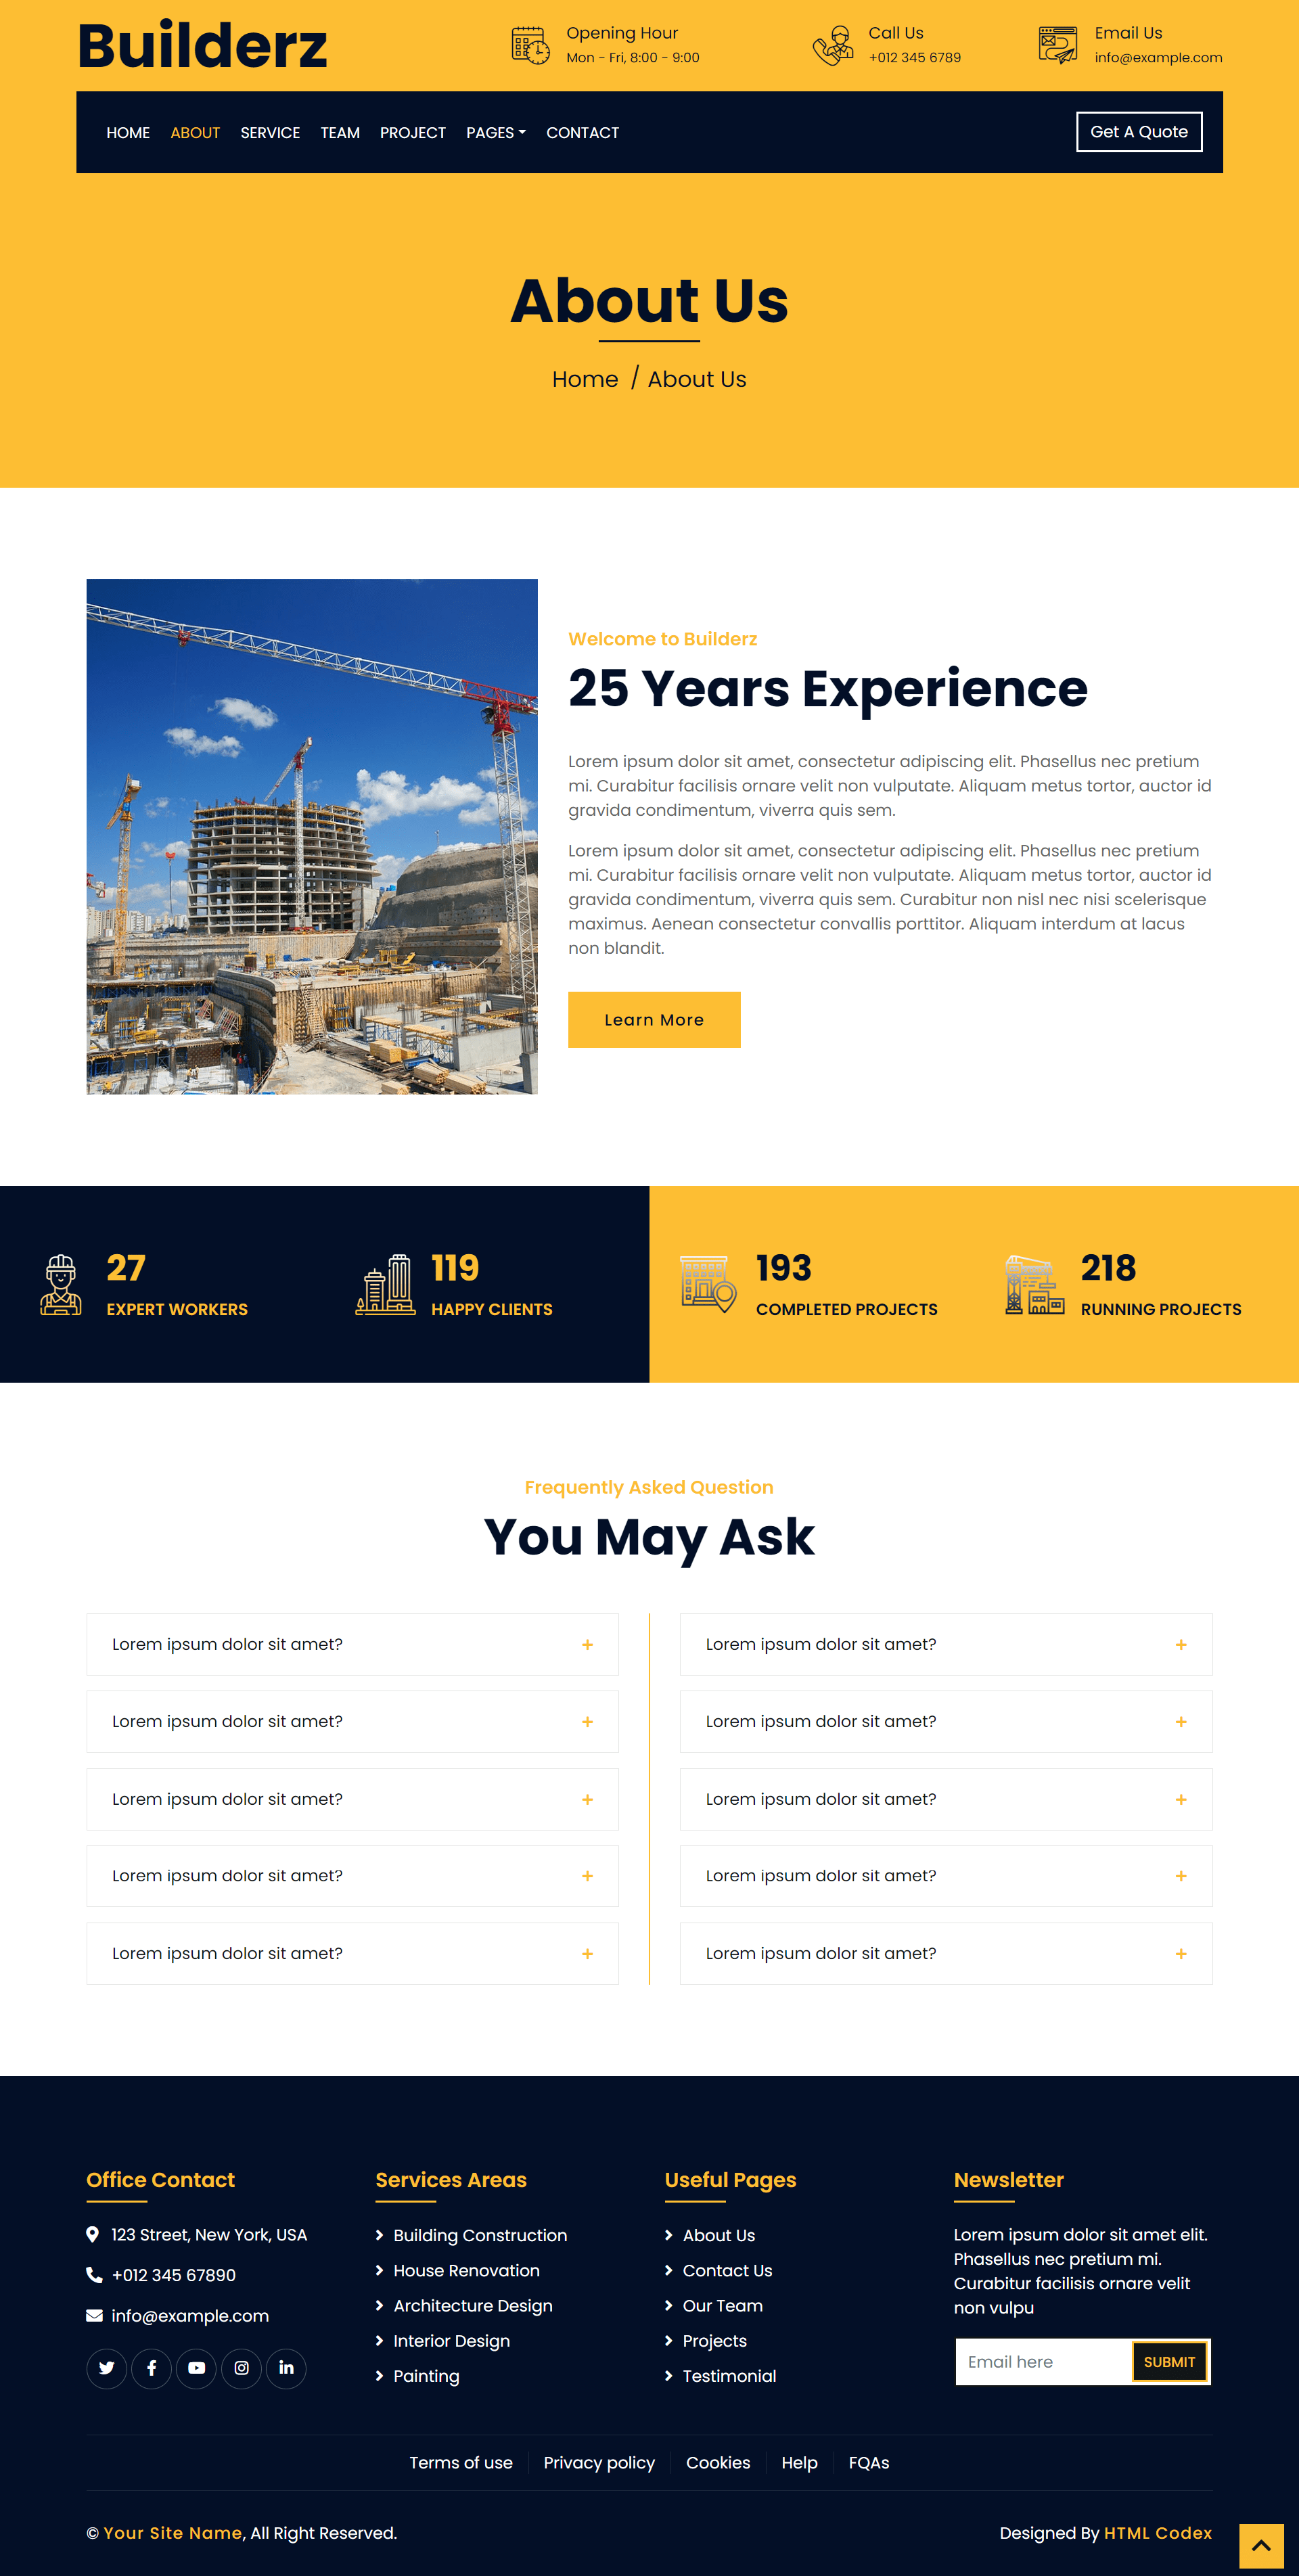 Builderz
Opening Hour
Mon - Fri, 8:00 - 9:00
Call Us
+012 345 6789
Email Us
info@example.com
HOME ABOUT SERVICE TEAM PROJECT PAGES CONTACT
Get A Quote
About Us
Home / About Us
Welcome to Builderz
25 Years Experience
Lorem ipsum dolor sit amet, consectetur adipiscing elit. Phasellus nec pretium
mi. Curabitur facilisis ornare velit non vulputate. Aliquam metus tortor, auctor id
gravida condimentum, viverra quis sem.
Lorem ipsum dolor sit amet, consectetur adipiscing elit. Phasellus nec pretium
mi. Curabitur facilisis ornare velit non vulputate. Aliquam metus tortor, auctor id
gravida condimentum, viverra quis sem. Curabitur non nisl nec nisi scelerisque
maximus. Aenean consectetur convallis porttitor. Aliquam interdum at lacus
non blandit.
Learn More
27
EXPERT WORKERS
119
HAPPY CLIENTS
193
COMPLETED PROJECTS
218
RUNNING PROJECTS
Frequently Asked Question
You May Ask
Lorem ipsum dolor sit amet? +
Lorem ipsum dolor sit amet? +
Lorem ipsum dolor sit amet? +
Lorem ipsum dolor sit amet? +
Lorem ipsum dolor sit amet? +
Lorem ipsum dolor sit amet? +
Lorem ipsum dolor sit amet? +
Lorem ipsum dolor sit amet? +
Lorem ipsum dolor sit amet? +
Lorem ipsum dolor sit amet? +
Office Contact
123 Street, New York, USA
+012 345 67890
info@example.com
Services Areas
Building Construction
House Renovation
Architecture Design
Interior Design
Painting
Useful Pages
About Us
Contact Us
Our Team
Projects
Testimonial
Newsletter
Lorem ipsum dolor sit amet elit.
Phasellus nec pretium mi.
Curabitur facilisis ornare velit
non vulpu
Email here
SUBMIT
Terms of use
Privacy policy
Cookies
Help
FQAs
© Your Site Name, All Right Reserved.
Designed By HTML Codex